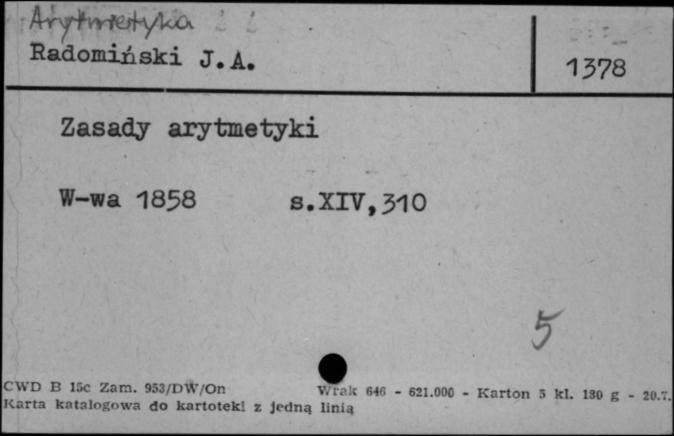 Arytmetyka
Radomiński J.A.
1378
Zasady arytmetyki
W-wa 1858 s.XIV,310
5
CWD B 15c Zam. 953/DW/On Wrak 646 - 621.000 - Karton 5 kl. 180 g - 20.7.
Karta katalogowa do kartoteki z jedną linią